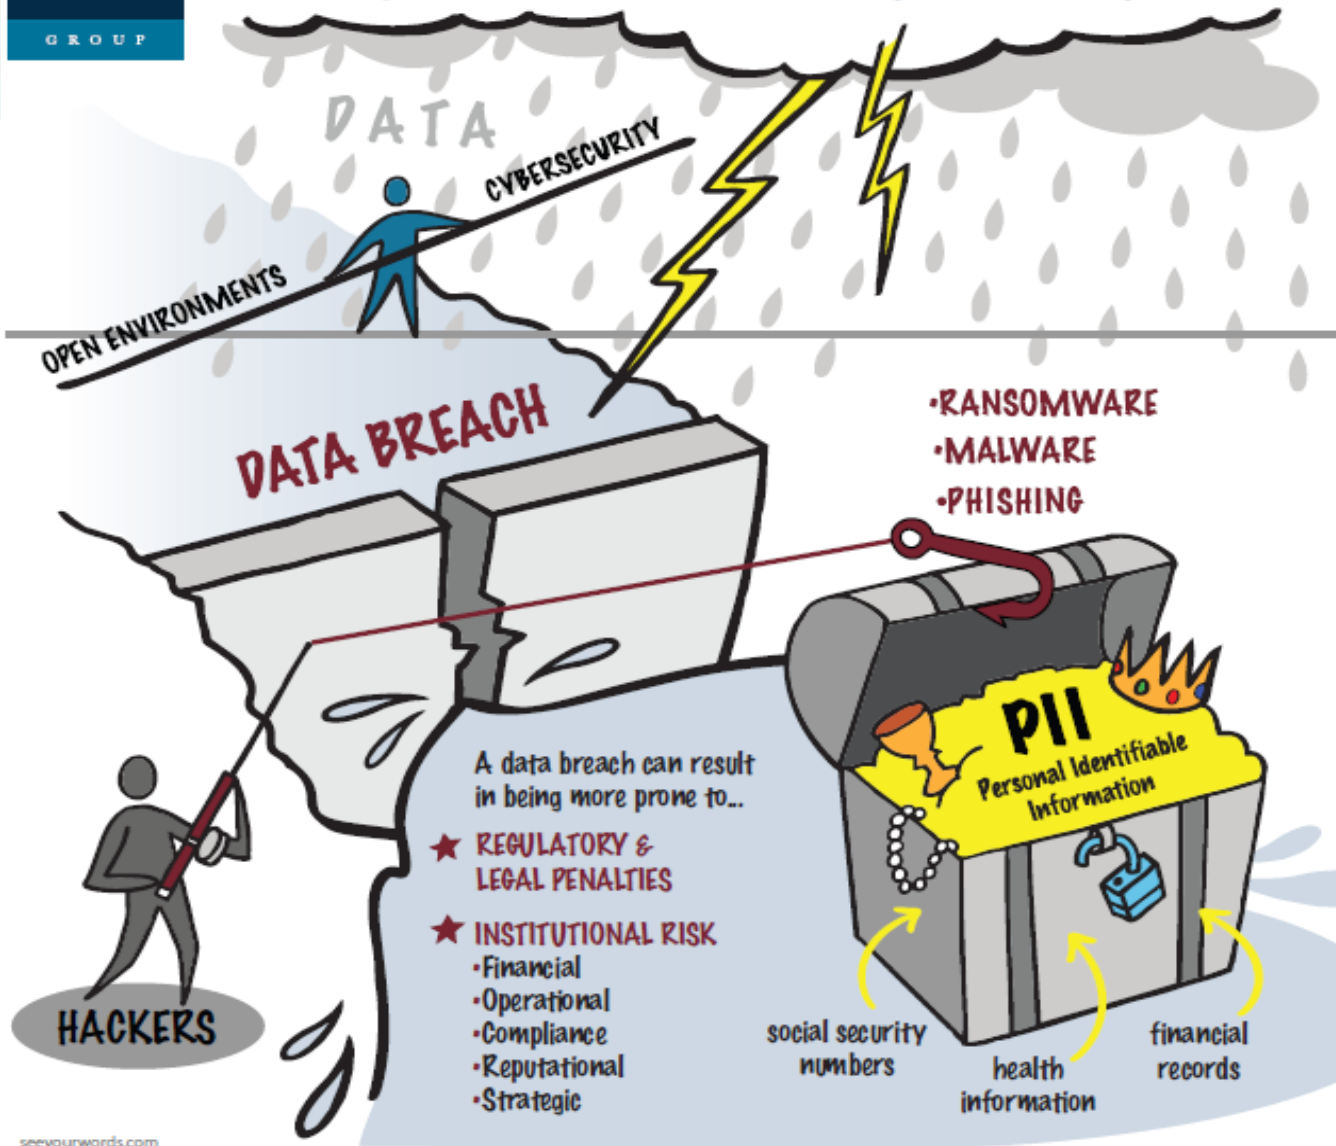 GROUP
DATA
CYBERSECURITY
OPEN ENVIRONMENTS
DATA BREACH
•RANSOMWARE
•MALWARE
•PHISHING
PII
Personal Identifiable
Information
A data breach can result
in being more prone to...
REGULATORY &
LEGAL PENALTIES
INSTITUTIONAL RISK
•Financial
•Operational
•Compliance
•Reputational
•Strategic
HACKERS
social security
numbers
health
information
financial
records
seeyourwords.com